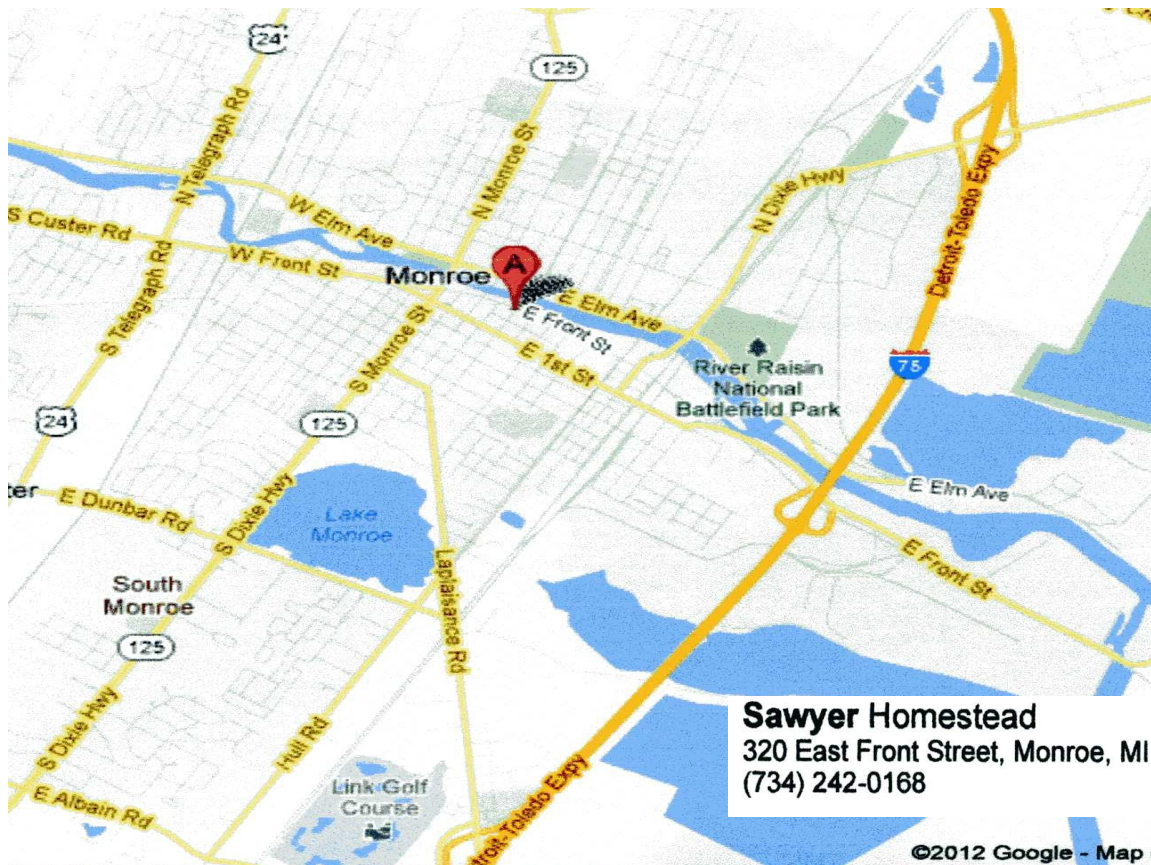 24
125
N Telegraph Rd
N Monroe St
N Dixie Hwy
Detroit-Toledo Expy
S Custer Rd
W Elm Ave
W Front St
Monroe
A
E Elm Ave
E Front St
E 1st St
S Telegraph Rd
S Monroe St
River Raisin
National
Battlefield Park
75
24
125
E Elm Ave
E Dunbar Rd
S Dixie Hwy
Lake
Monroe
E Front St
South
Monroe
Laplaisance Rd
125
S Dixie Hwy
Hull Rd
E Albain Rd
Link Golf
Course
Detroit-Toledo Expy
Sawyer Homestead
320 East Front Street, Monroe, MI
(734) 242-0168
©2012 Google - Map